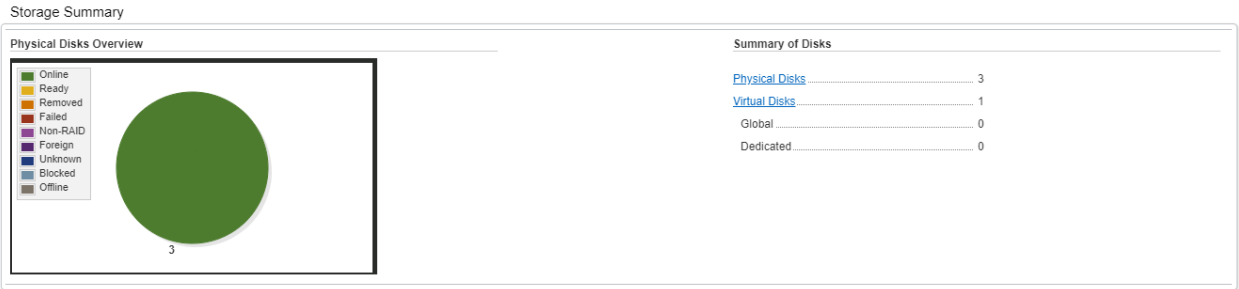 Storage Summary
Physical Disks Overview
Online
Ready
Removed
Failed
Non-RAID
Foreign
Unknown
Blocked
Offline
3
Summary of Disks
Physical Disks 3
Virtual Disks 1
Global 0
Dedicated 0